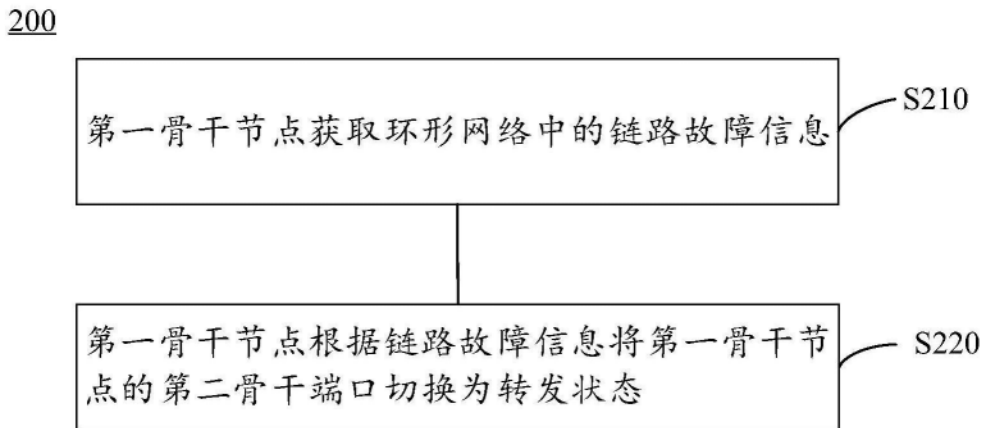 200
第一骨干节点获取环形网络中的链路故障信息
S210
第一骨干节点根据链路故障信息将第一骨干节
点的第二骨干端口切换为转发状态
S220